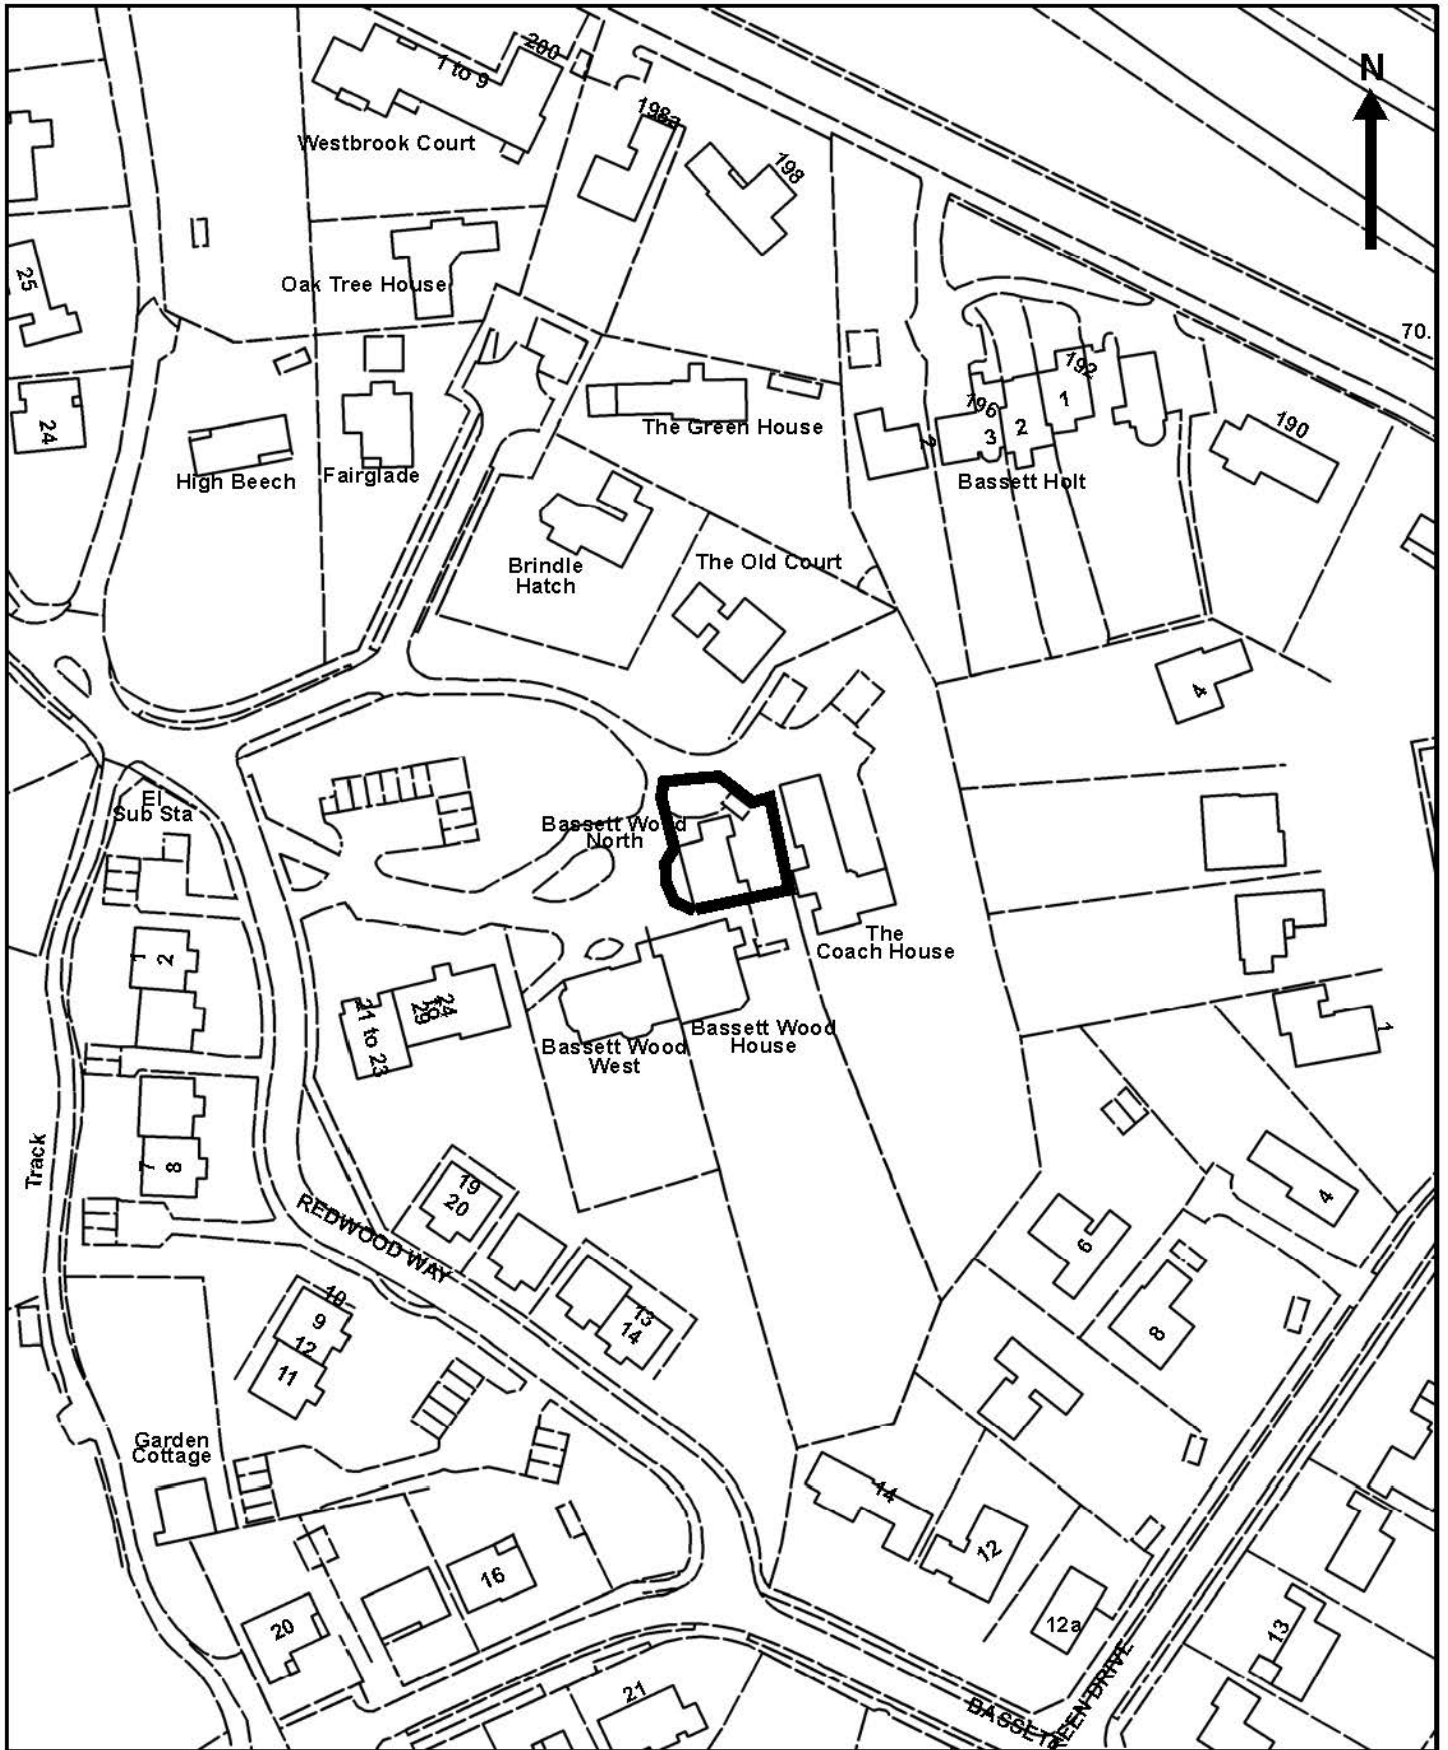 200
1 to 9
N
198a
Westbrook Court
198
25
Oak Tree House
70.
192
1
196
2
3
2
190
24
The Green House
High Beech
Fairglade
Bassett Holt
Brindle
Hatch
The Old Court
4
El
Sub Sta
Bassett Wood
North
The
Coach House
1
2
24
to
29
21 to 23
Bassett Wood
House
Bassett Wood
West
1
Track
7
8
19
20
4
REDWOOD WAY
6
10
9
12
11
13
14
8
Garden
Cottage
14
12
16
20
12a
13
21
BASSETT
GREEN DRIVE